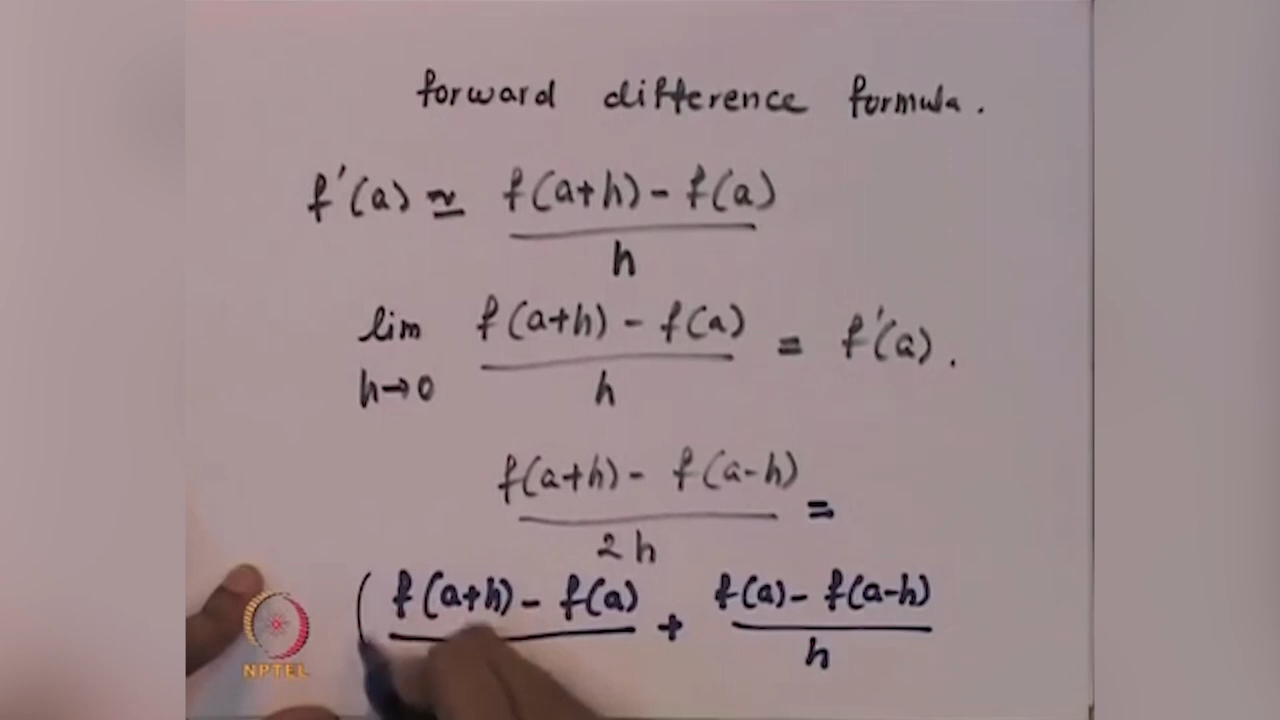 forward difference formula.
f'(a) ≃ f(a+h) - f(a) / h
lim h→0 f(a+h) - f(a) / h = f'(a).
f(a+h) - f(a-h) / 2h =
( f(a+h) - f(a) + f(a) - f(a-h) / h
NPTEL